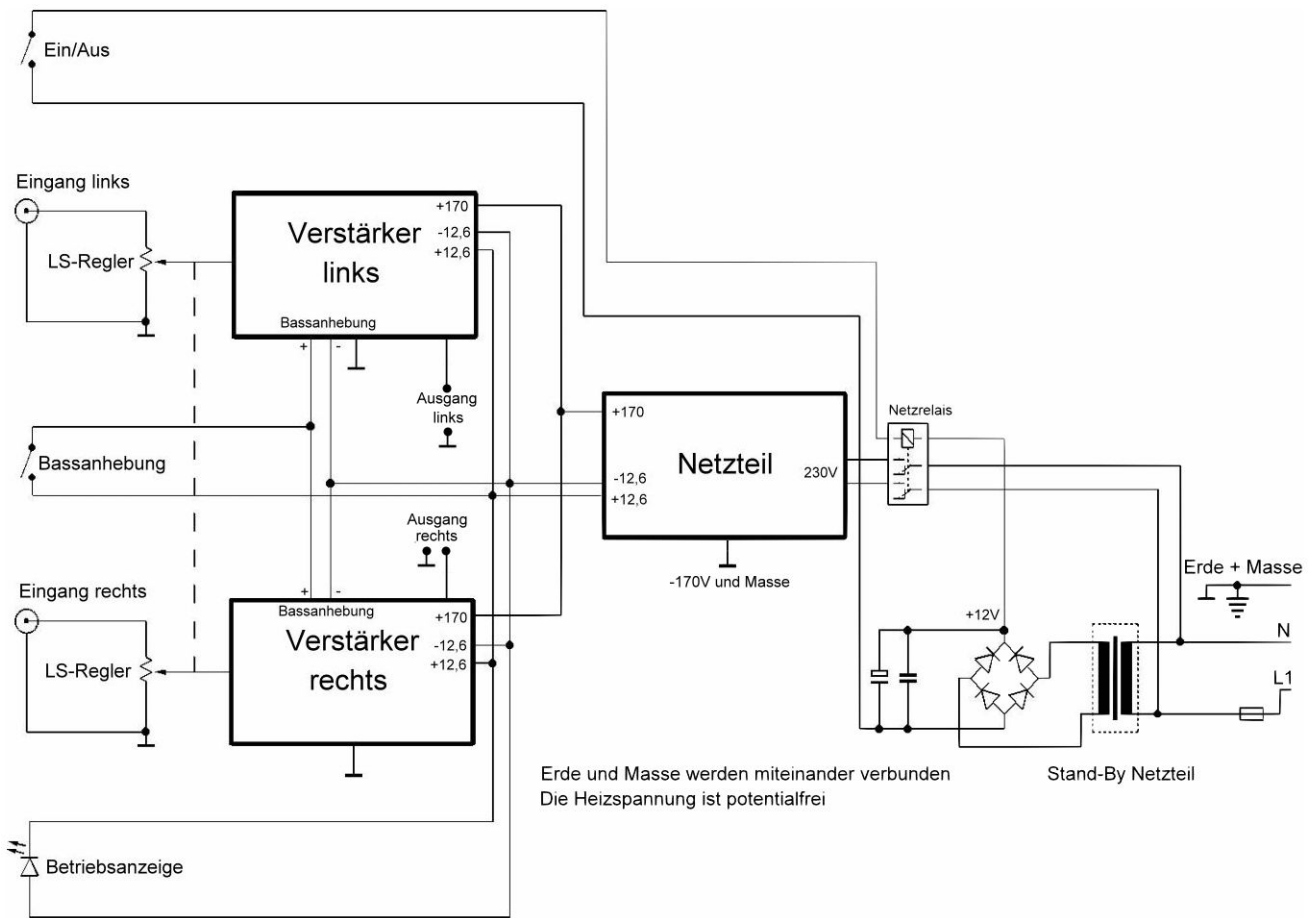 Ein/Aus
Eingang links
LS-Regler
Verstärker
links
+170
-12,6
+12,6
Bassanhebung
+ -
Ausgang
links
Bassanhebung
+170
Netzteil
-12,6
+12,6
230V
Netzrelais
-170V und Masse
Ausgang
rechts
Eingang rechts
LS-Regler
+ -
Bassanhebung
Verstärker
rechts
+170
-12,6
+12,6
Erde + Masse
+12V
N
L1
Erde und Masse werden miteinander verbunden
Die Heizspannung ist potentialfrei
Stand-By Netzteil
Betriebsanzeige